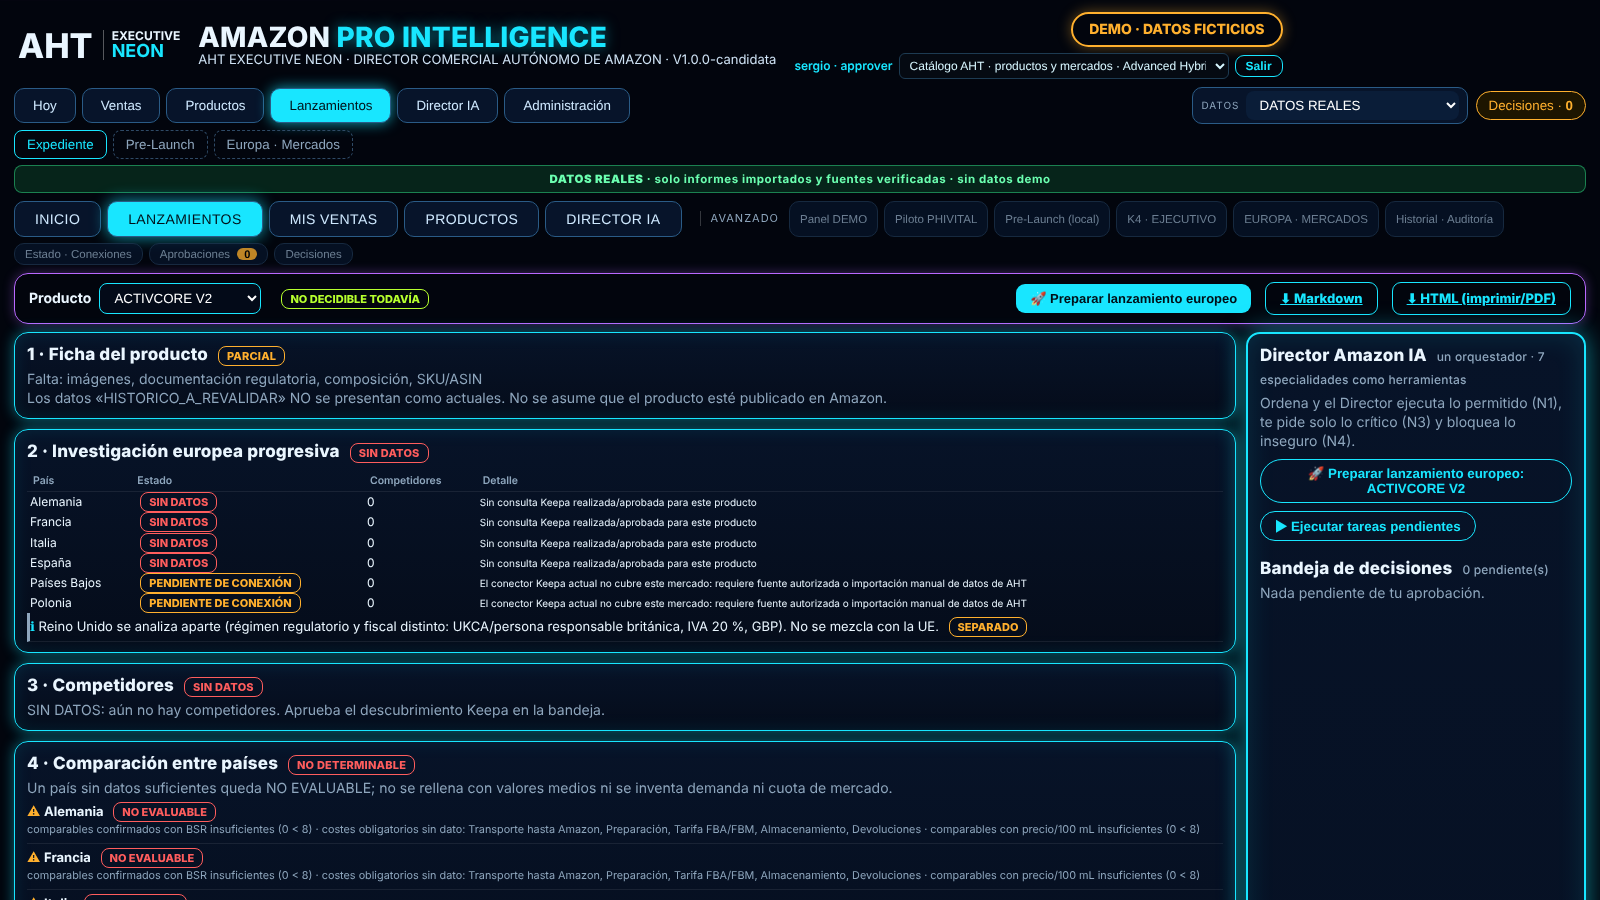 AHT EXECUTIVE NEON
AMAZON PRO INTELLIGENCE
AHT EXECUTIVE NEON · DIRECTOR COMERCIAL AUTÓNOMO DE AMAZON · V1.0.0-candidata
DEMO · DATOS FICTICIOS
sergio · approver
Catálogo AHT · productos y mercados · Advanced Hybri
Salir
Hoy Ventas Productos Lanzamientos Director IA Administración
DATOS DATOS REALES
Decisiones · 0
Expediente Pre-Launch Europa · Mercados
DATOS REALES · solo informes importados y fuentes verificadas · sin datos demo
INICIO LANZAMIENTOS MIS VENTAS PRODUCTOS DIRECTOR IA AVANZADO Panel DEMO Piloto PHIVITAL Pre-Launch (local) K4 · EJECUTIVO EUROPA · MERCADOS Historial · Auditoría
Estado · Conexiones Aprobaciones 0 Decisiones
Producto ACTIVCORE V2 NO DECIDIBLE TODAVÍA 🚀 Preparar lanzamiento europeo ⬇ Markdown ⬇ HTML (imprimir/PDF)
1 · Ficha del producto PARCIAL
Falta: imágenes, documentación regulatoria, composición, SKU/ASIN
Los datos «HISTORICO_A_REVALIDAR» NO se presentan como actuales. No se asume que el producto esté publicado en Amazon.
2 · Investigación europea progresiva SIN DATOS
País Estado Competidores Detalle
Alemania SIN DATOS 0 Sin consulta Keepa realizada/aprobada para este producto
Francia SIN DATOS 0 Sin consulta Keepa realizada/aprobada para este producto
Italia SIN DATOS 0 Sin consulta Keepa realizada/aprobada para este producto
España SIN DATOS 0 Sin consulta Keepa realizada/aprobada para este producto
Países Bajos PENDIENTE DE CONEXIÓN 0 El conector Keepa actual no cubre este mercado: requiere fuente autorizada o importación manual de datos de AHT
Polonia PENDIENTE DE CONEXIÓN 0 El conector Keepa actual no cubre este mercado: requiere fuente autorizada o importación manual de datos de AHT
ℹ Reino Unido se analiza aparte (régimen regulatorio y fiscal distinto: UKCA/persona responsable británica, IVA 20 %, GBP). No se mezcla con la UE. SEPARADO
3 · Competidores SIN DATOS
SIN DATOS: aún no hay competidores. Aprueba el descubrimiento Keepa en la bandeja.
4 · Comparación entre países NO DETERMINABLE
Un país sin datos suficientes queda NO EVALUABLE; no se rellena con valores medios ni se inventa demanda ni cuota de mercado.
⚠ Alemania NO EVALUABLE
comparables confirmados con BSR insuficientes (0 < 8) · costes obligatorios sin dato: Transporte hasta Amazon, Preparación, Tarifa FBA/FBM, Almacenamiento, Devoluciones · comparables con precio/100 mL insuficientes (0 < 8)
⚠ Francia NO EVALUABLE
comparables confirmados con BSR insuficientes (0 < 8) · costes obligatorios sin dato: Transporte hasta Amazon, Preparación, Tarifa FBA/FBM, Almacenamiento, Devoluciones · comparables con precio/100 mL insuficientes (0 < 8)
Director Amazon IA un orquestador · 7
especialidades como herramientas
Ordena y el Director ejecuta lo permitido (N1),
te pide solo lo crítico (N3) y bloquea lo
inseguro (N4).
🚀 Preparar lanzamiento europeo:
ACTIVCORE V2
▶ Ejecutar tareas pendientes
Bandeja de decisiones 0 pendiente(s)
Nada pendiente de tu aprobación.